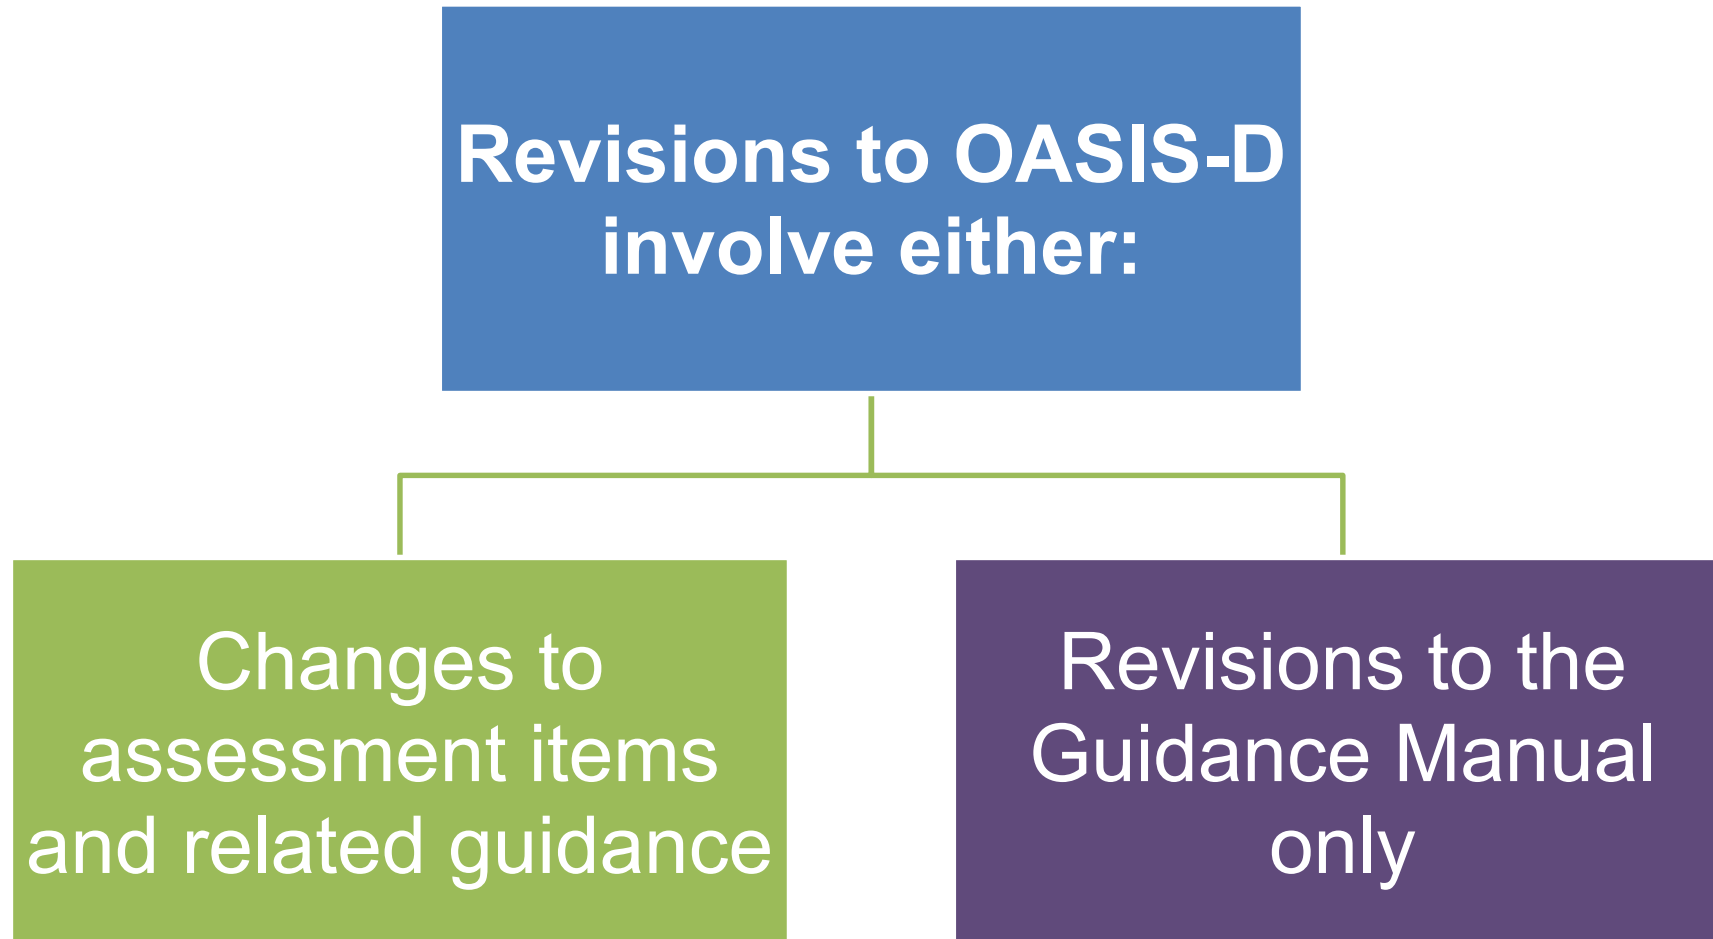 Revisions to OASIS-D
involve either:
Changes to
assessment items
and related guidance
Revisions to the
Guidance Manual
only